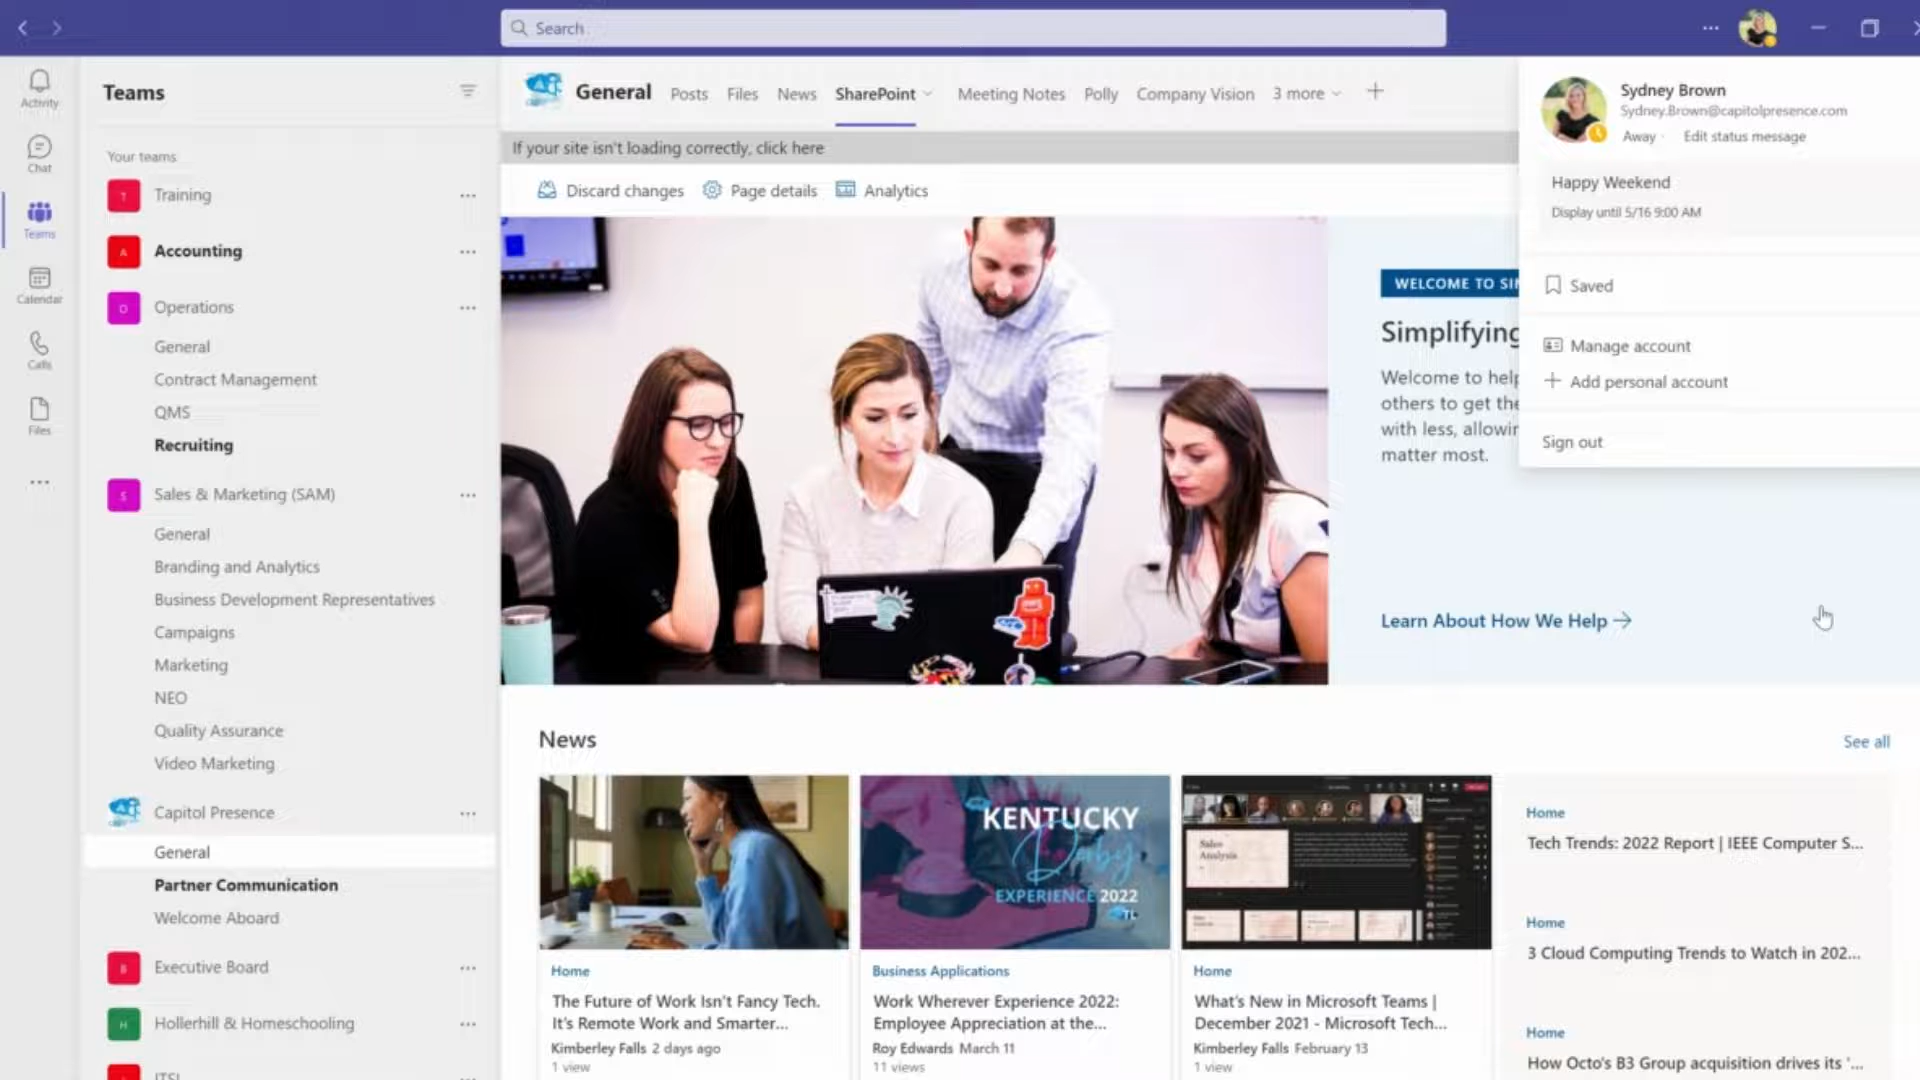 Search
Activity
Chat
Teams
Calendar
Calls
Files
Teams
Your teams
T Training
A Accounting
O Operations
General
Contract Management
QMS
Recruiting
S Sales & Marketing (SAM)
General
Branding and Analytics
Business Development Representatives
Campaigns
Marketing
NEO
Quality Assurance
Video Marketing
Capitol Presence
General
Partner Communication
Welcome Aboard
Executive Board
H Hollerhill & Homeschooling
ITSI
General Posts Files News SharePoint Meeting Notes Polly Company Vision 3 more
If your site isn't loading correctly, click here
Discard changes Page details Analytics
WELCOME TO SI
Simplifying
Welcome to help
others to get the
with less, allowin
matter most.
Learn About How We Help →
Sydney Brown
Sydney.Brown@capitolpresence.com
Away Edit status message
Happy Weekend
Display until 5/16 9:00 AM
Saved
Manage account
Add personal account
Sign out
News
See all
KENTUCKY
Derby
EXPERIENCE 2022
Sales
Analysis
Home
The Future of Work Isn't Fancy Tech.
It's Remote Work and Smarter...
Kimberley Falls 2 days ago
1 view
Business Applications
Work Wherever Experience 2022:
Employee Appreciation at the...
Roy Edwards March 11
11 views
Home
What's New in Microsoft Teams |
December 2021 - Microsoft Tech...
Kimberley Falls February 13
1 view
Home
Tech Trends: 2022 Report | IEEE Computer S...
Home
3 Cloud Computing Trends to Watch in 202...
Home
How Octo's B3 Group acquisition drives its '...